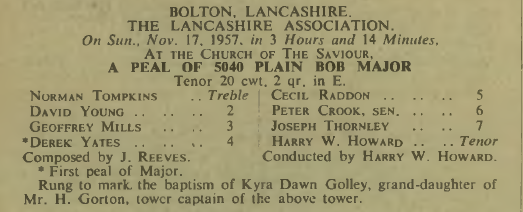 BOLTON, LANCASHIRE.
THE LANCASHIRE ASSOCIATION.
On Sun., Nov. 17, 1957, in 3 Hours and 14 Minutes,
AT THE CHURCH OF THE SAVIOUR,
A PEAL OF 5040 PLAIN BOB MAJOR
Tenor 20 cwt. 2 qr. in E.
NORMAN TOMPKINS .. Treble CECIL RADDON .. .. .. 5
DAVID YOUNG .. .. .. 2 PETER CROOK, SEN. .. .. 6
GEOFFREY MILLS .. .. 3 JOSEPH THORNLEY .. .. 7
*DEREK YATES .. .. .. 4 HARRY W. HOWARD .. .. Tenor
Composed by J. REEVES. Conducted by HARRY W. HOWARD.
* First peal of Major.
Rung to mark the baptism of Kyra Dawn Golley, grand-daughter of
Mr. H. Gorton, tower captain of the above tower.